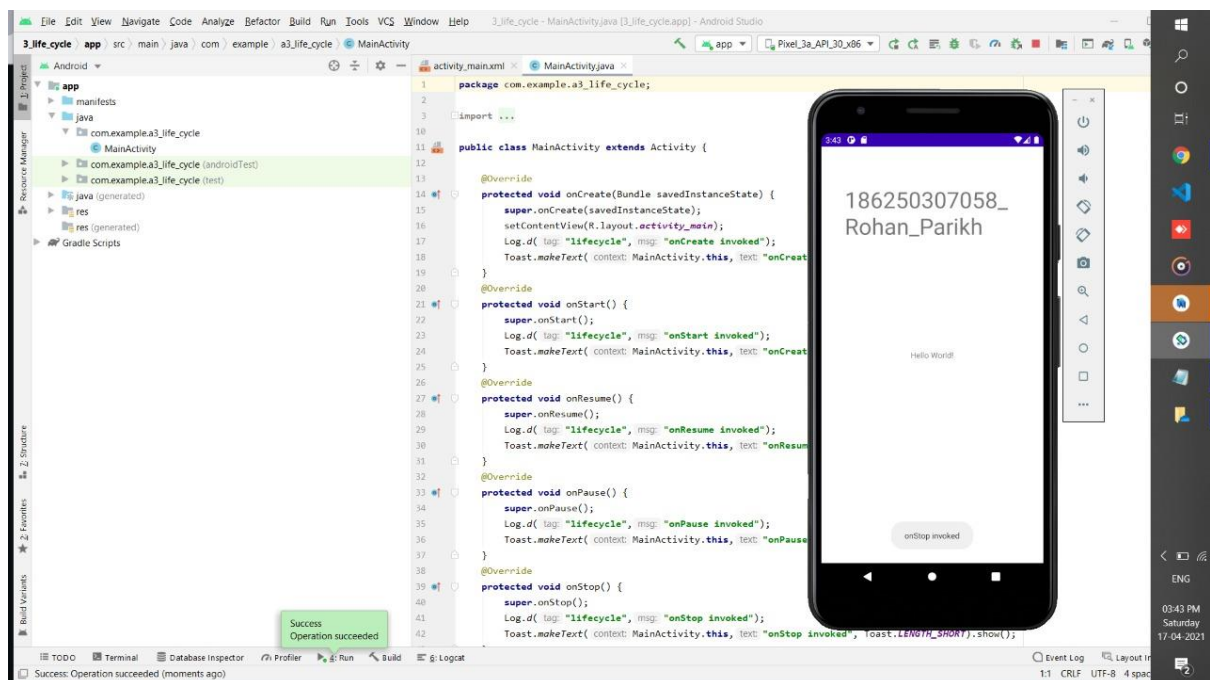 File Edit View Navigate Code Analyze Refactor Build Run Tools VCS Window Help 3_life_cycle - MainActivity.java [3_life_cycle.app] - Android Studio
3_life_cycle app src main java com example a3_life_cycle MainActivity
app Pixel_3a_API_30_x86
Android
activity_main.xml MainActivity.java
1: Project
Resource Manager
Z: Structure
2: Favorites
Build Variants
app
manifests
java
com.example.a3_life_cycle
MainActivity
com.example.a3_life_cycle (androidTest)
com.example.a3_life_cycle (test)
java (generated)
res
res (generated)
Gradle Scripts
1 package com.example.a3_life_cycle;
2
3 import ...
10
11 public class MainActivity extends Activity {
12
13 @Override
14 protected void onCreate(Bundle savedInstanceState) {
15 super.onCreate(savedInstanceState);
16 setContentView(R.layout.activity_main);
17 Log.d( tag: "lifecycle", msg: "onCreate invoked");
18 Toast.makeText( context: MainActivity.this, text: "onCreat
19 }
20 @Override
21 protected void onStart() {
22 super.onStart();
23 Log.d( tag: "lifecycle", msg: "onStart invoked");
24 Toast.makeText( context: MainActivity.this, text: "onCreat
25 }
26 @Override
27 protected void onResume() {
28 super.onResume();
29 Log.d( tag: "lifecycle", msg: "onResume invoked");
30 Toast.makeText( context: MainActivity.this, text: "onResum
31 }
32 @Override
33 protected void onPause() {
34 super.onPause();
35 Log.d( tag: "lifecycle", msg: "onPause invoked");
36 Toast.makeText( context: MainActivity.this, text: "onPause
37 }
38 @Override
39 protected void onStop() {
40 super.onStop();
41 Log.d( tag: "lifecycle", msg: "onStop invoked");
42 Toast.makeText( context: MainActivity.this, text: "onStop invoked", Toast.LENGTH_SHORT).show();
3:43
186250307058_
Rohan_Parikh
Hello World!
onStop invoked
Success
Operation succeeded
TODO Terminal Database Inspector Profiler 4: Run Build 6: Logcat Event Log Layout In
Success: Operation succeeded (moments ago) 1:1 CRLF UTF-8 4 spac
ENG
03:43 PM
Saturday
17-04-2021
2